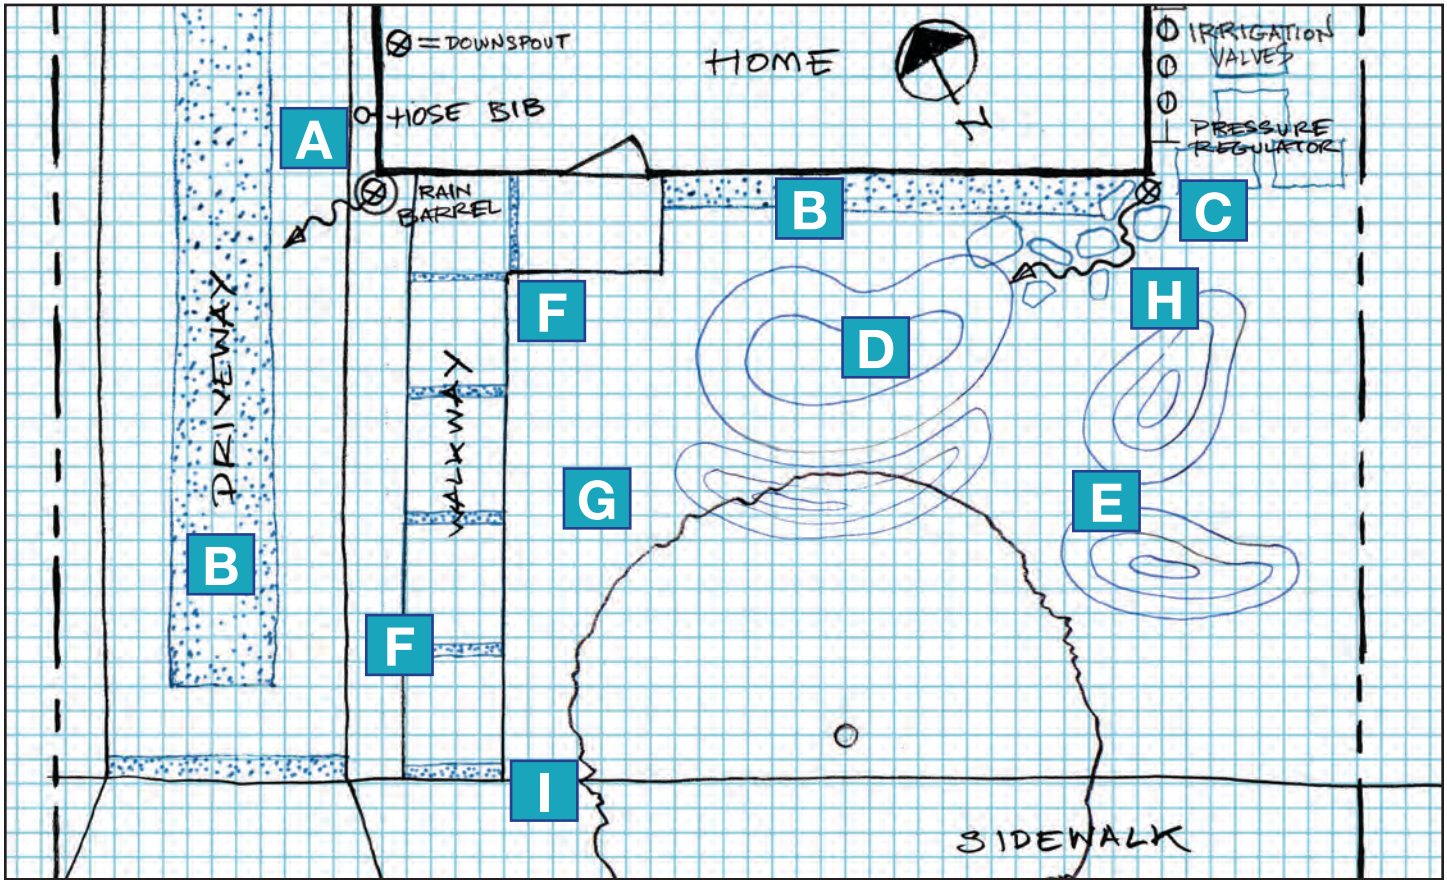 ⊗ = DOWNSPOUT
HOME
IRRIGATION
VALVES
HOSE BIB
N
PRESSURE
REGULATOR
A
RAIN
BARREL
B
C
H
F
D
DRIVEWAY
WALKWAY
G
E
B
F
I
SIDEWALK